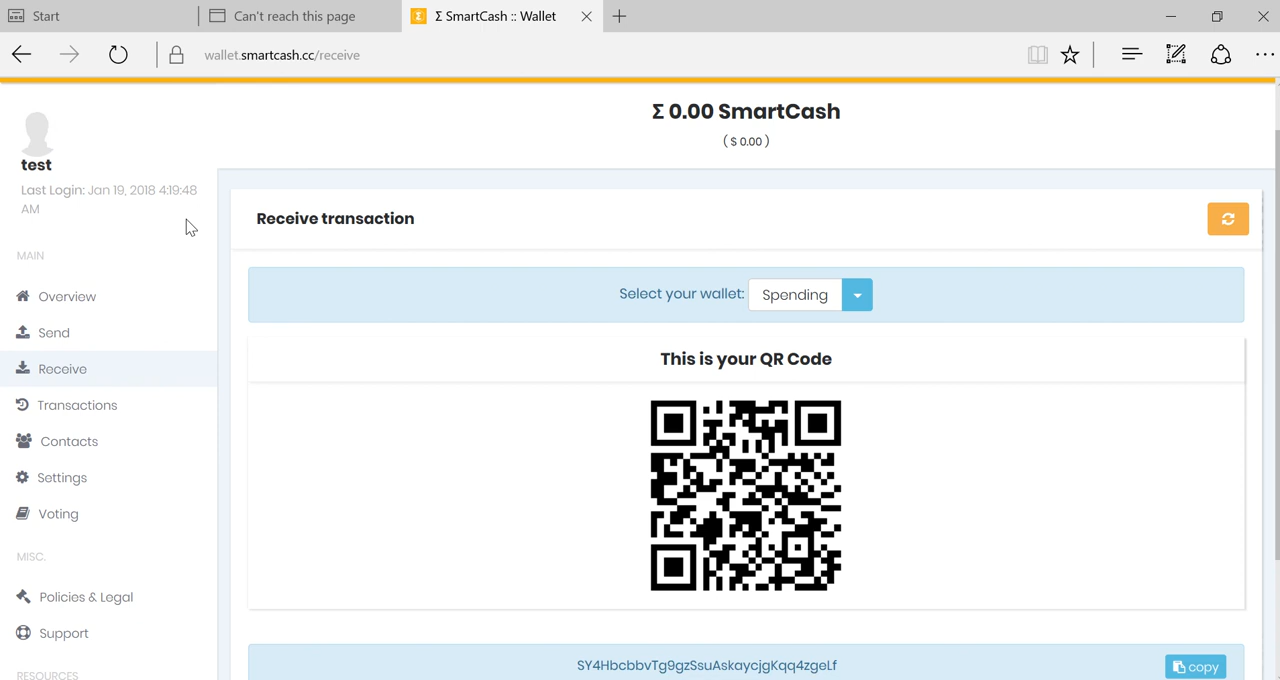 Start
Can't reach this page
Σ SmartCash :: Wallet
wallet.smartcash.cc/receive
Σ 0.00 SmartCash
( $ 0.00 )
test
Last Login: Jan 19, 2018 4:19:48
AM
MAIN
Overview
Send
Receive
Transactions
Contacts
Settings
Voting
MISC.
Policies & Legal
Support
RESOURCES
Receive transaction
Select your wallet: Spending
This is your QR Code
SY4HbcbbvTg9gzSsuAskaycjgKqq4zgeLf
copy